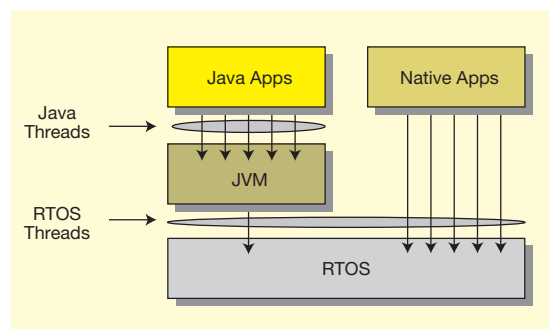 Java Apps
Native Apps
Java
Threads
JVM
RTOS
Threads
RTOS